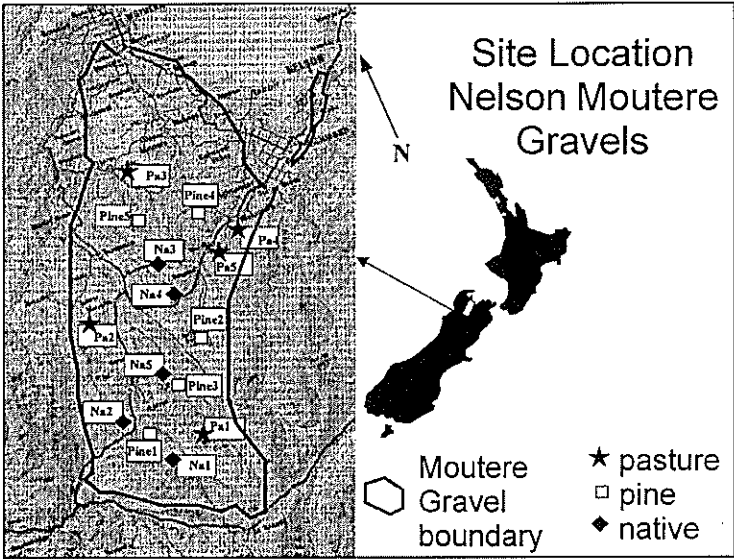 Site Location
Nelson Moutere
Gravels
N
Pa3
Pine4
Pine5
Pa4
Na3
Pa5
Na4
Pine2
Pa2
Na5
Pine3
Na2
Pa1
Pine1
Na1
Moutere
Gravel
boundary
pasture
pine
native